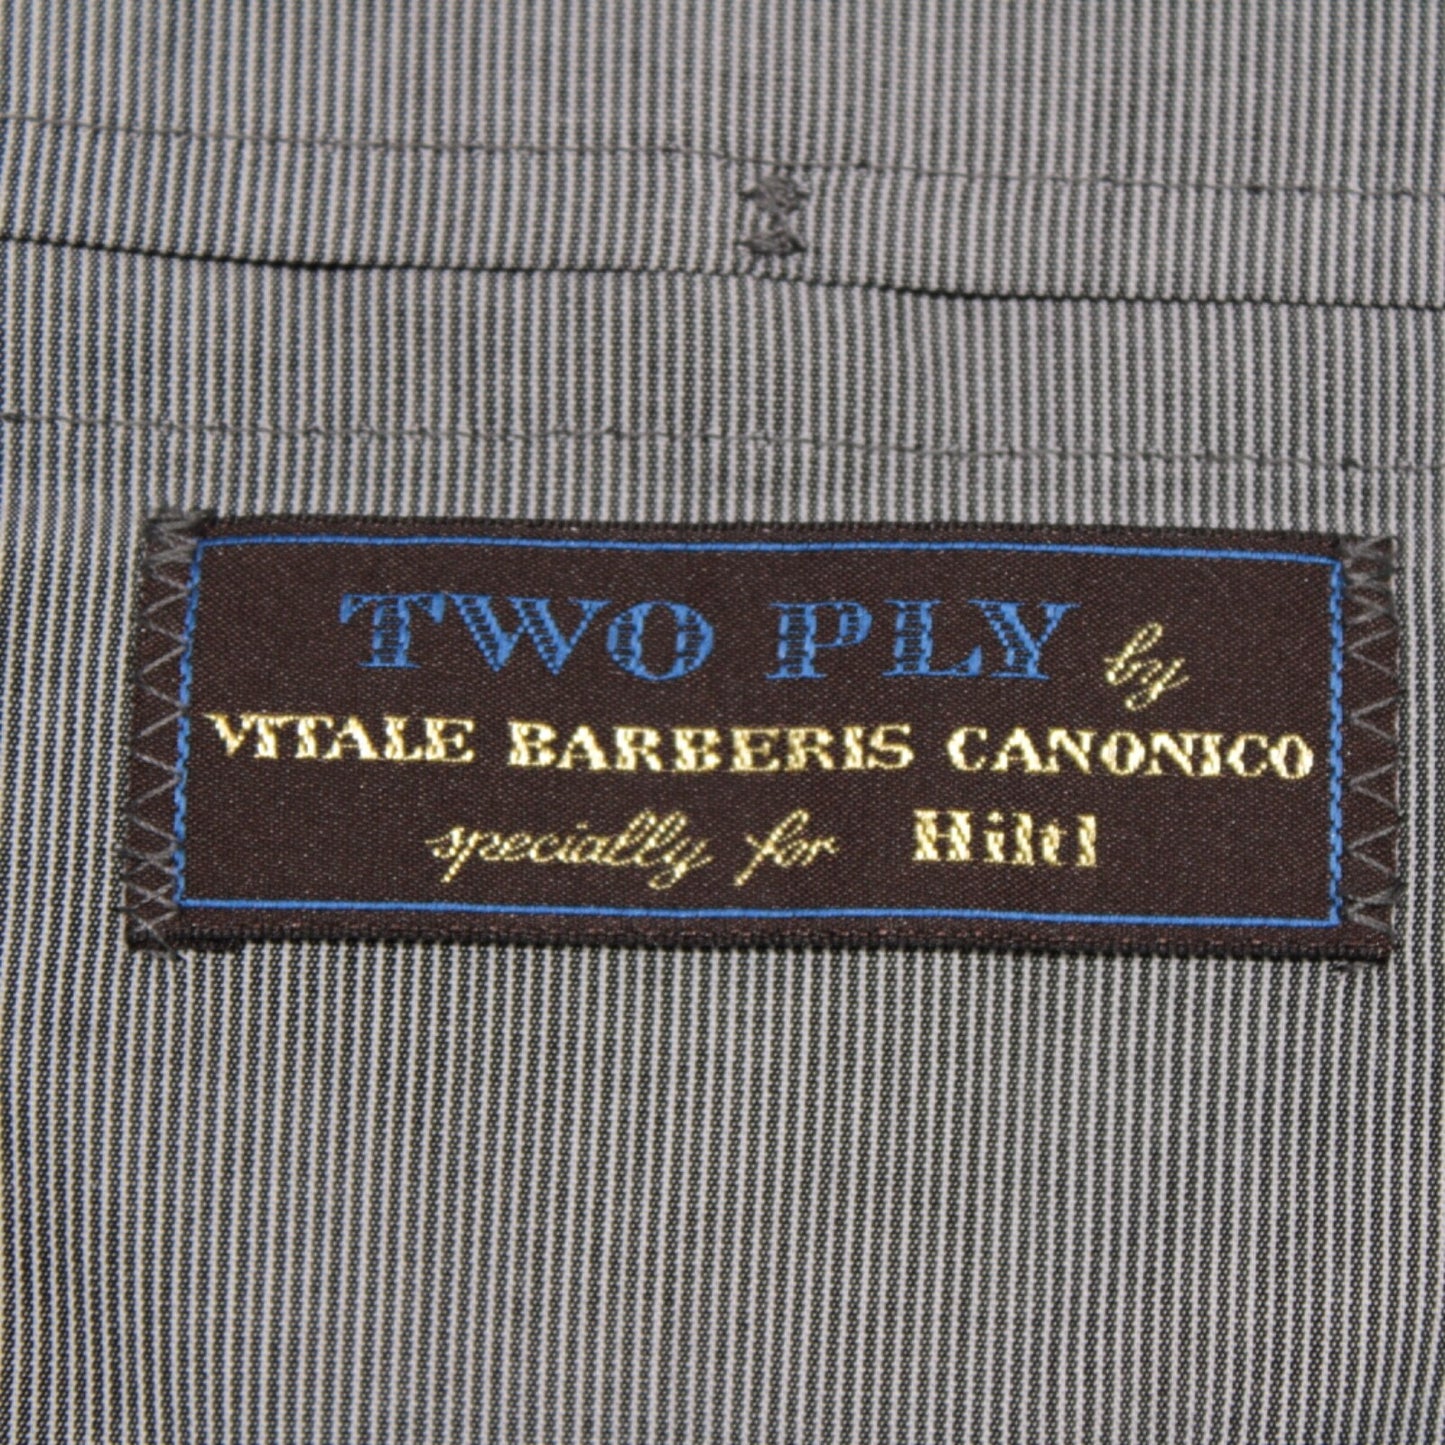 TWO PLY by
VITALE BARBERIS CANONICO
specially for Hiltl